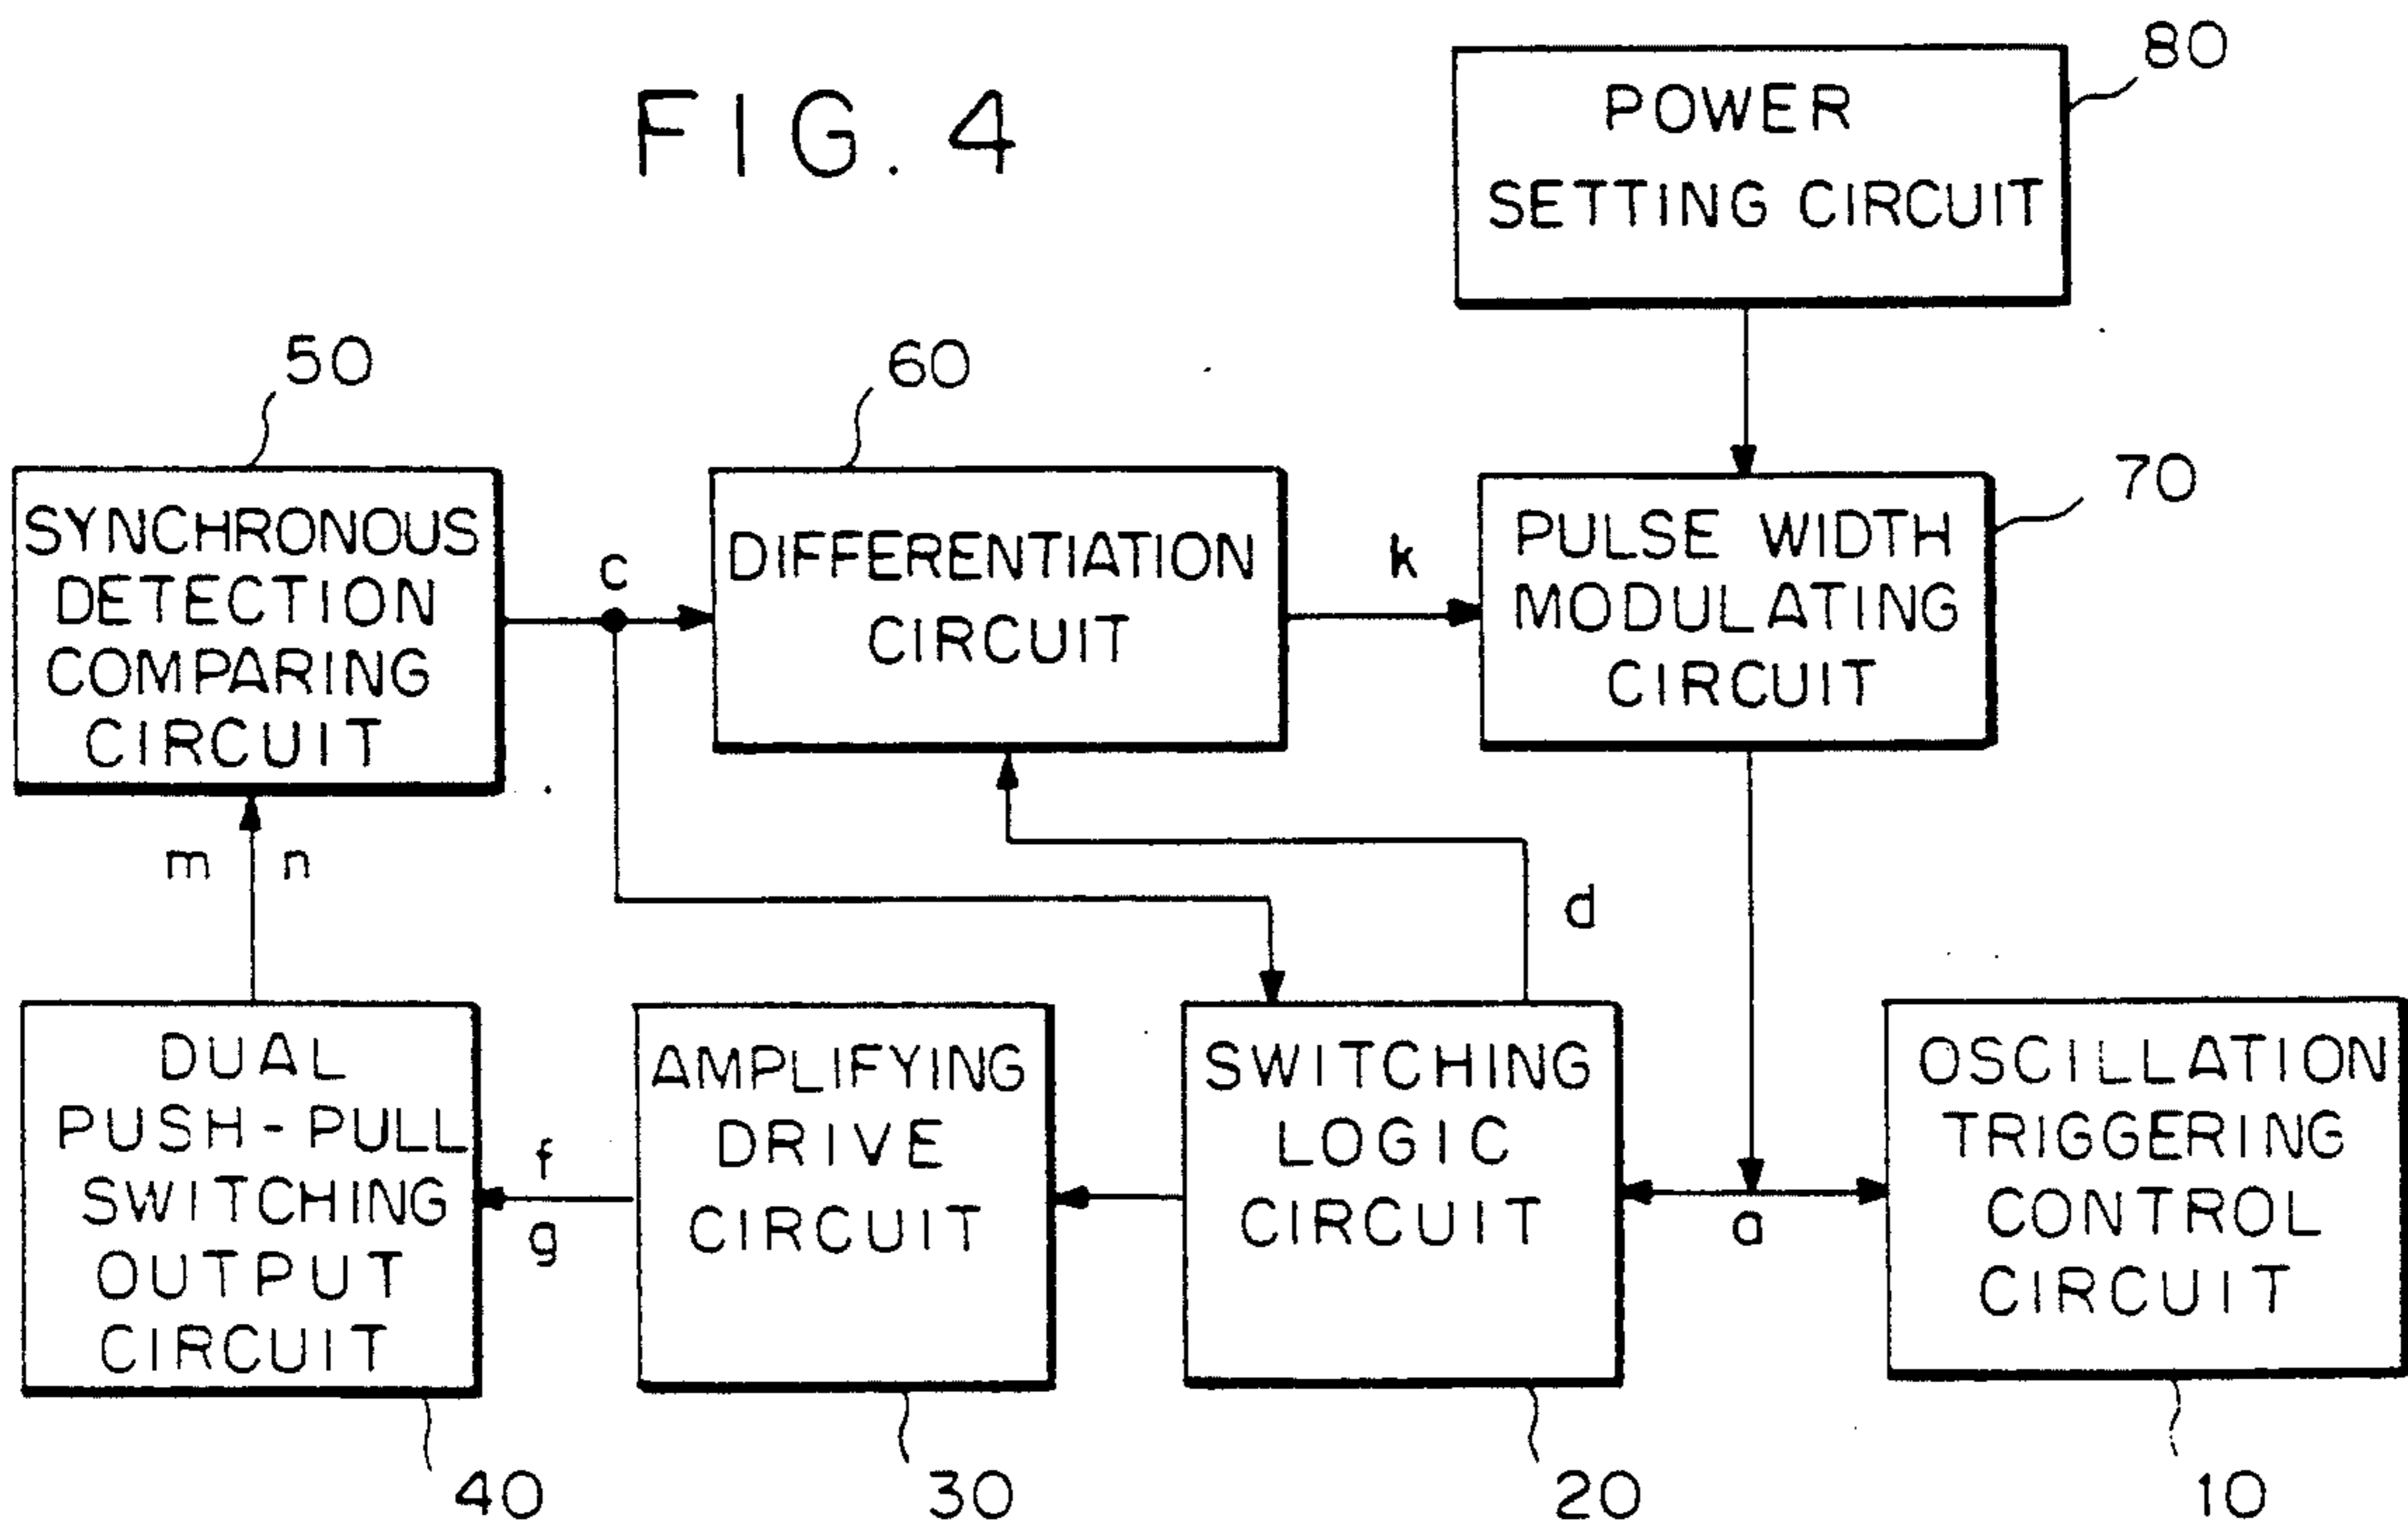 FIG. 4
80
POWER
SETTING CIRCUIT
50
60
70
SYNCHRONOUS
DETECTION
COMPARING
CIRCUIT
c
DIFFERENTIATION
CIRCUIT
k
PULSE WIDTH
MODULATING
CIRCUIT
m n
d
DUAL
PUSH-PULL
SWITCHING
OUTPUT
CIRCUIT
f
g
AMPLIFYING
DRIVE
CIRCUIT
SWITCHING
LOGIC
CIRCUIT
a
OSCILLATION
TRIGGERING
CONTROL
CIRCUIT
40
30
20
10